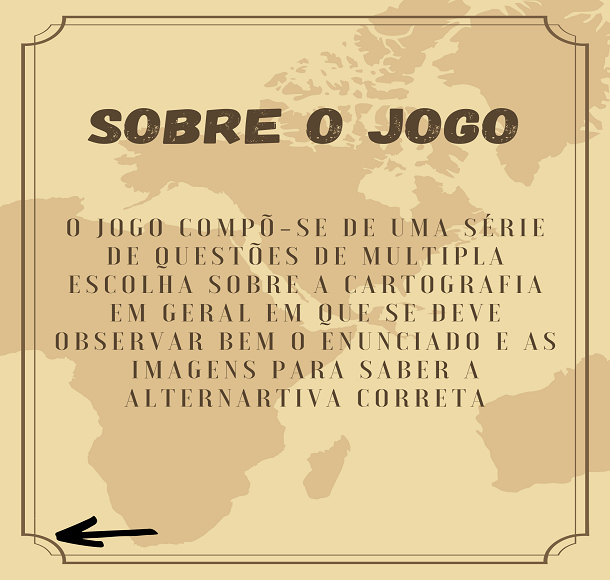 SOBRE O JOGO
O JOGO COMPÕ-SE DE UMA SÉRIE
DE QUESTÕES DE MULTIPLA
ESCOLHA SOBRE A CARTOGRAFIA
EM GERAL EM QUE SE DEVE
OBSERVAR BEM O ENUNCIADO E AS
IMAGENS PARA SABER A
ALTERNARTIVA CORRETA